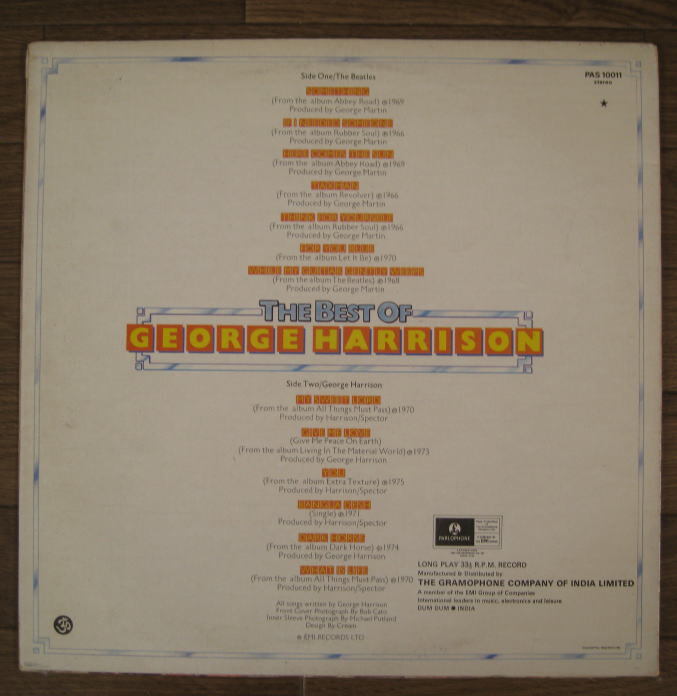 Side One/The Beatles
PAS 10011
stereo
SOMETHING
(From the album Abbey Road) ℗1969
Produced by George Martin
IF I NEEDED SOMEONE
(From the album Rubber Soul) ℗1966
Produced by George Martin
HERE COMES THE SUN
(From the album Abbey Road) ℗1969
Produced by George Martin
TAXMAN
(From the album Revolver) ℗1966
Produced by George Martin
THINK FOR YOURSELF
(From the album Rubber Soul) ℗1966
Produced by George Martin
FOR YOU BLUE
(From the album Let It Be) ℗1970
WHILE MY GUITAR GENTLY WEEPS
(From the album The Beatles) ℗1968
Produced by George Martin
THE BEST OF
GEORGE HARRISON
Side Two/George Harrison
MY SWEET LORD
(From the album All Things Must Pass) ℗1970
Produced by Harrison/Spector
GIVE ME LOVE
(Give Me Peace On Earth)
(From the album Living In The Material World) ℗1973
Produced by George Harrison
YOU
(From the album Extra Texture) ℗1975
Produced by Harrison/Spector
BANGLA DESH
(Single) ℗1971
Produced by Harrison/Spector
DARK HORSE
(From the album Dark Horse) ℗1974
Produced by George Harrison
WHAT IS LIFE
(From the album All Things Must Pass) ℗1970
Produced by Harrison/Spector
All songs written by George Harrison
Front Cover Photograph By Bob Cato
Inner Sleeve Photograph By Michael Putland
Design By Cream
℗ EMI RECORDS LTD
PARLOPHONE
LONG PLAY 33⅓ R.P.M. RECORD
Manufactured & Distributed by
THE GRAMOPHONE COMPANY OF INDIA LIMITED
A member of the EMI Group of Companies
International leaders in music, electronics and leisure
DUM DUM ● INDIA
ॐ